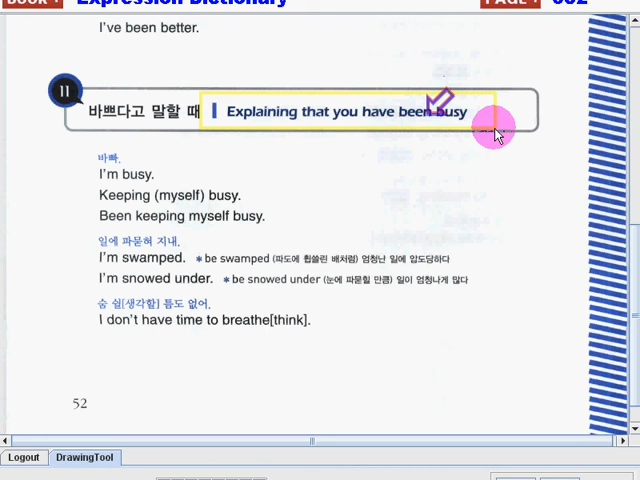 BOOK Expression Dictionary PAGE
I've been better.
11 바쁘다고 말할 때 Explaining that you have been busy
바빠.
I'm busy.
Keeping (myself) busy.
Been keeping myself busy.
일에 파묻혀 지내.
I'm swamped. *be swamped (파도에 휩쓸린 배처럼) 엄청난 일에 압도당하다
I'm snowed under. *be snowed under (눈에 파묻힐 만큼) 일이 엄청나게 많다
숨 쉴[생각할] 틈도 없어.
I don't have time to breathe[think].
52
Logout DrawingTool